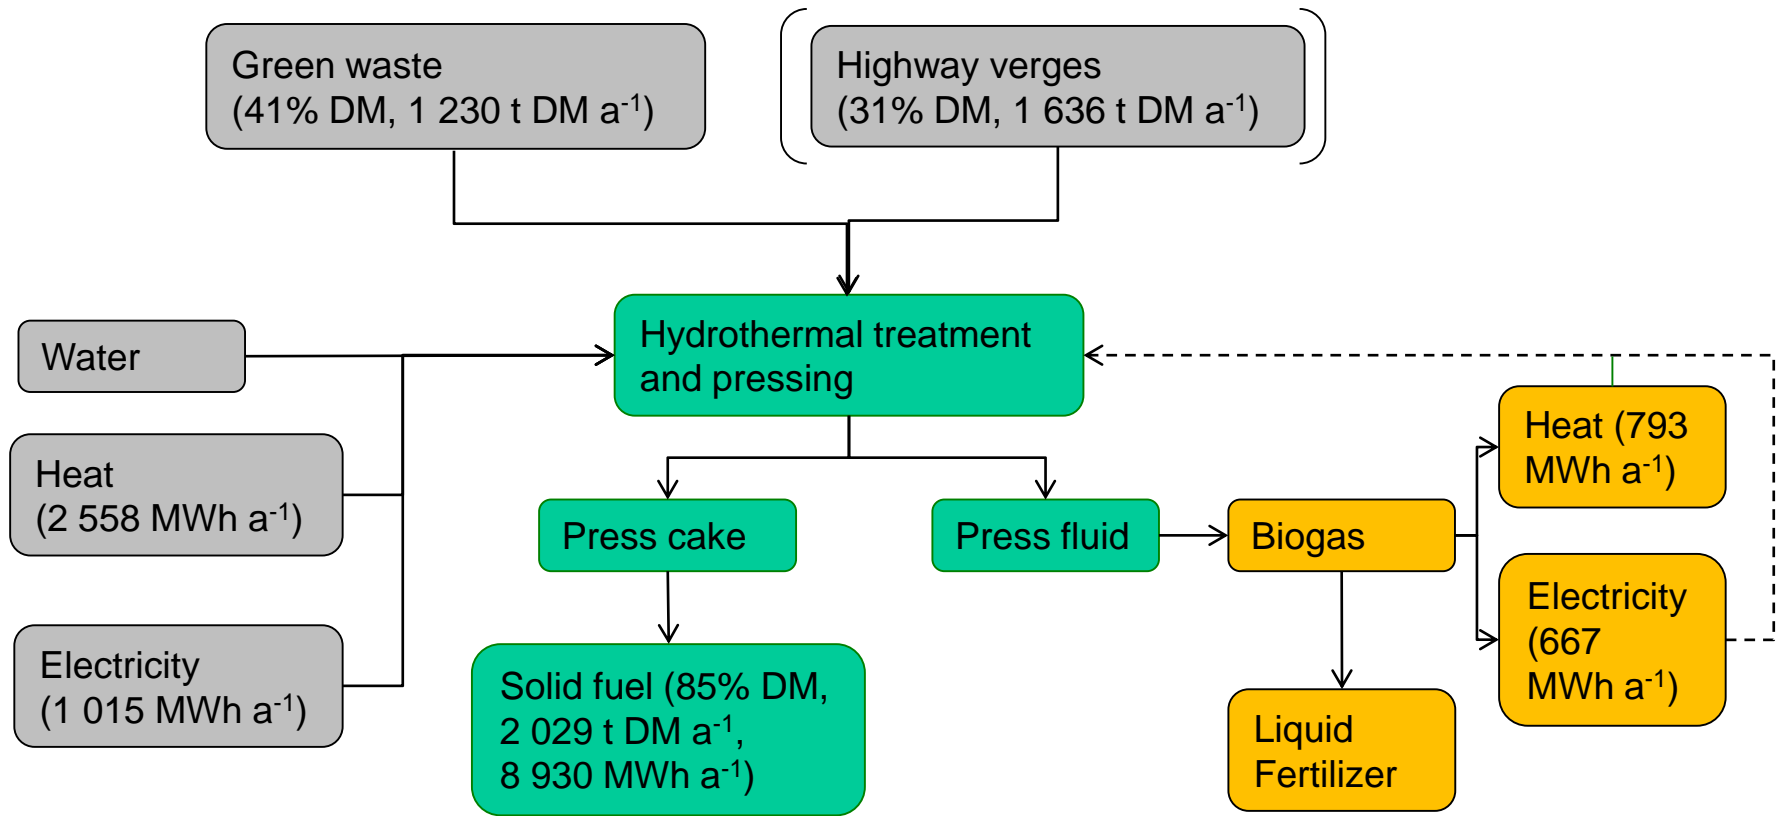 Green waste
(41% DM, 1 230 t DM a⁻¹)
Highway verges
(31% DM, 1 636 t DM a⁻¹)
Hydrothermal treatment
and pressing
Water
Heat
(2 558 MWh a⁻¹)
Electricity
(1 015 MWh a⁻¹)
Press cake
Press fluid
Biogas
Heat (793
MWh a⁻¹)
Electricity
(667
MWh a⁻¹)
Solid fuel (85% DM,
2 029 t DM a⁻¹,
8 930 MWh a⁻¹)
Liquid
Fertilizer